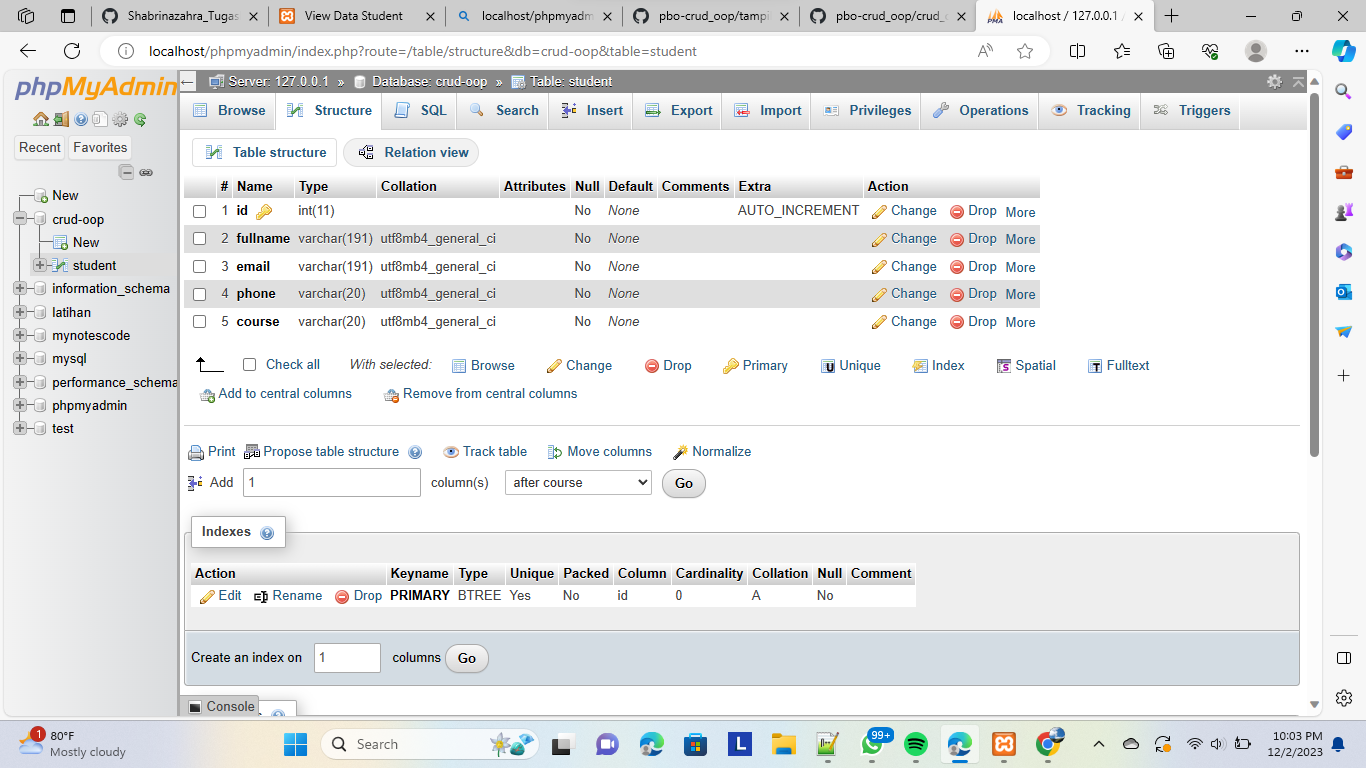 Shabrinazahra_Tugas
View Data Student
localhost/phpmyadm
pbo-crud_oop/tampi
pbo-crud_oop/crud_
localhost / 127.0.0.1 /
localhost/phpmyadmin/index.php?route=/table/structure&db=crud-oop&table=student
phpMyAdmin
Server: 127.0.0.1 » Database: crud-oop » Table: student
Browse Structure SQL Search Insert Export Import Privileges Operations Tracking Triggers
Recent Favorites
Table structure Relation view
New
crud-oop
New
student
information_schema
latihan
mynotescode
mysql
performance_schema
phpmyadmin
test
# Name Type Collation Attributes Null Default Comments Extra Action
1 id int(11) No None AUTO_INCREMENT Change Drop More
2 fullname varchar(191) utf8mb4_general_ci No None Change Drop More
3 email varchar(191) utf8mb4_general_ci No None Change Drop More
4 phone varchar(20) utf8mb4_general_ci No None Change Drop More
5 course varchar(20) utf8mb4_general_ci No None Change Drop More
Check all With selected: Browse Change Drop Primary Unique Index Spatial Fulltext
Add to central columns Remove from central columns
Print Propose table structure Track table Move columns Normalize
Add 1 column(s) after course Go
Indexes
Action Keyname Type Unique Packed Column Cardinality Collation Null Comment
Edit Rename Drop PRIMARY BTREE Yes No id 0 A No
Create an index on 1 columns Go
Console
1
80°F
Mostly cloudy
Search
99+
10:03 PM
12/2/2023